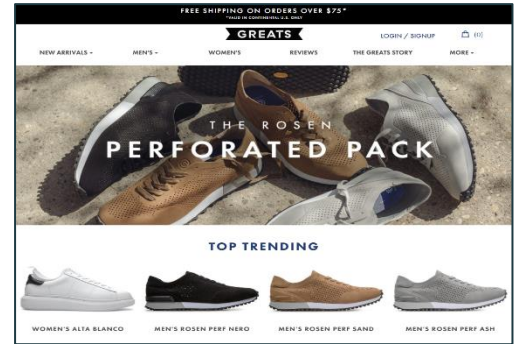 FREE SHIPPING ON ORDERS OVER $75*
*VALID IN CONTINENTAL U.S. ONLY
GREATS
LOGIN / SIGNUP
(0)
NEW ARRIVALS
MEN'S
WOMEN'S
REVIEWS
THE GREATS STORY
MORE
THE ROSEN
PERFORATED PACK
TOP TRENDING
WOMEN'S ALTA BLANCO
MEN'S ROSEN PERF NERO
MEN'S ROSEN PERF SAND
MEN'S ROSEN PERF ASH